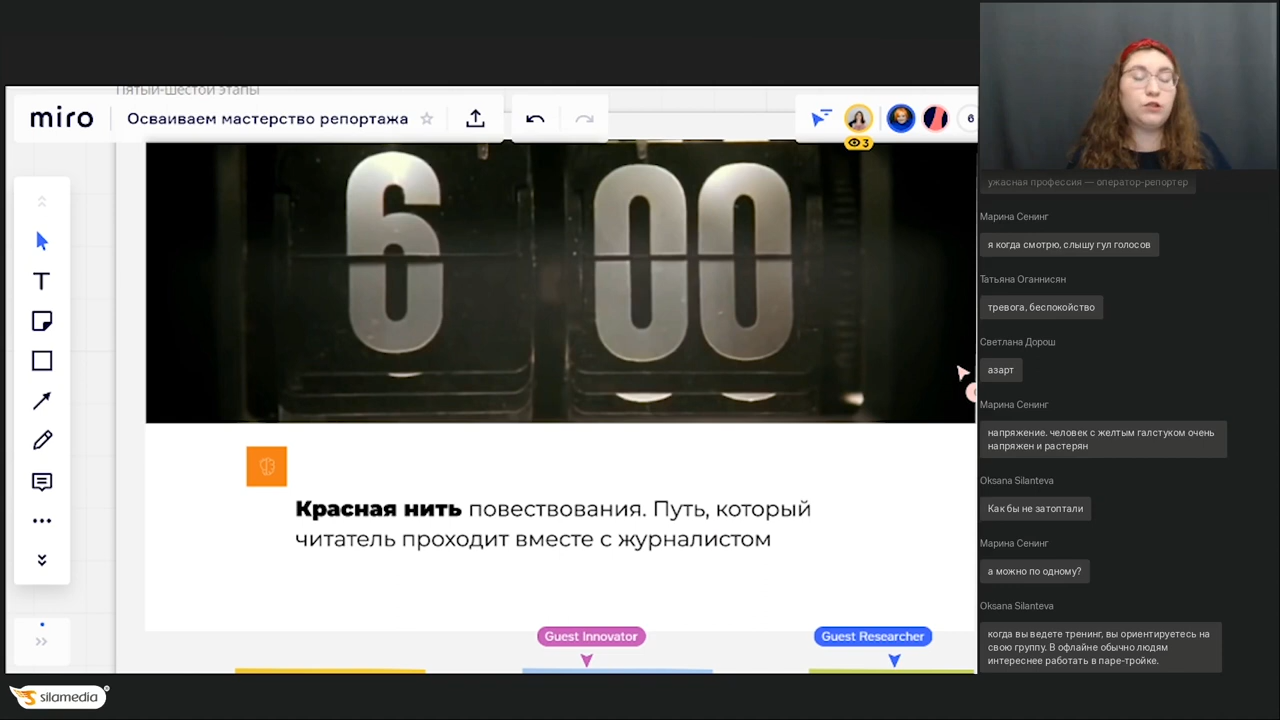 Пятый-шестой этапы
miro
Осваиваем мастерство репортажа
6
3
6 00
Красная нить повествования. Путь, который
читатель проходит вместе с журналистом
Guest Innovator
Guest Researcher
silamedia
ужасная профессия — оператор-репортер
Марина Сенинг
я когда смотрю, слышу гул голосов
Татьяна Оганнисян
тревога, беспокойство
Светлана Дорош
азарт
Марина Сенинг
напряжение. человек с желтым галстуком очень
напряжен и растерян
Oksana Silanteva
Как бы не затоптали
Марина Сенинг
а можно по одному?
Oksana Silanteva
когда вы ведете тренинг, вы ориентируетесь на
свою группу. В офлайне обычно людям
интереснее работать в паре-тройке.